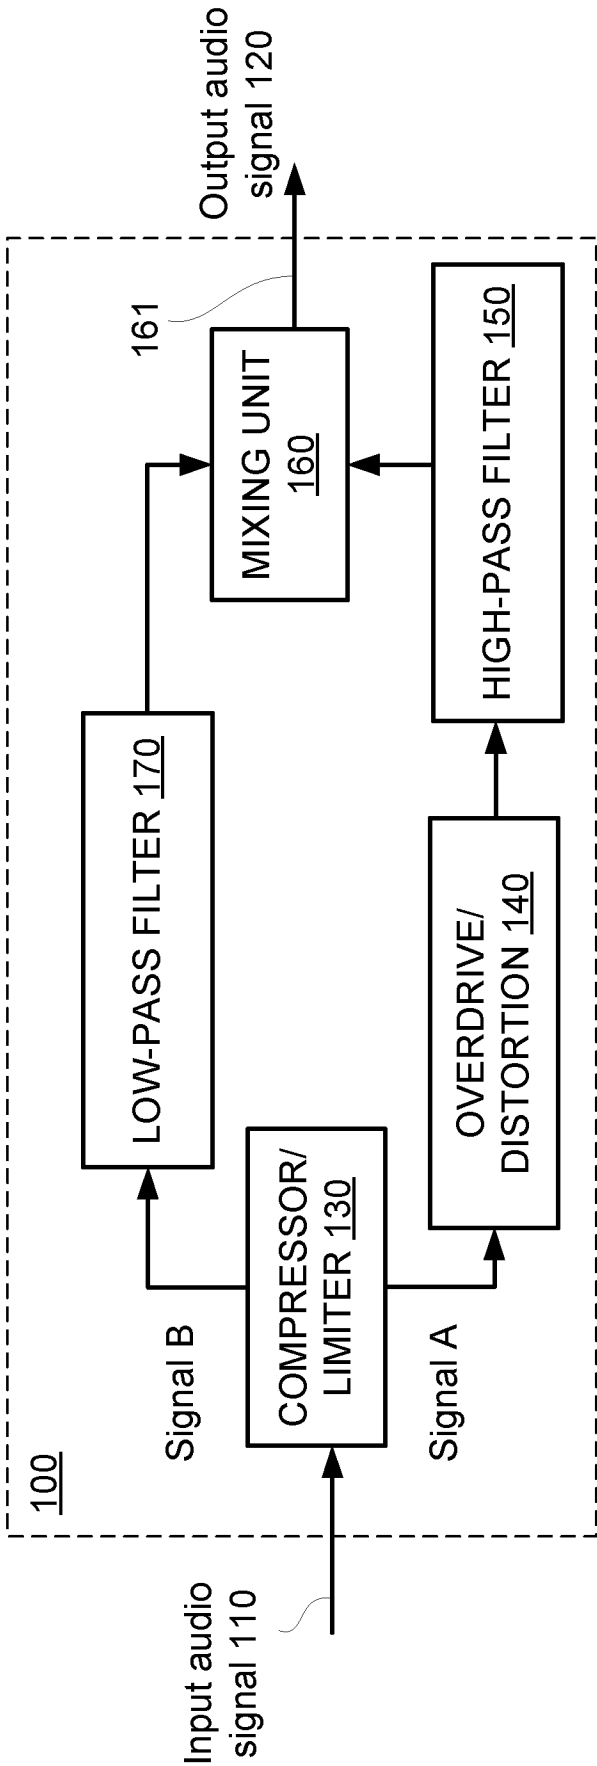 100
Input audio
signal 110
Signal B
COMPRESSOR/
LIMITER 130
Signal A
LOW-PASS FILTER 170
OVERDRIVE/
DISTORTION 140
MIXING UNIT
160
HIGH-PASS FILTER 150
161
Output audio
signal 120